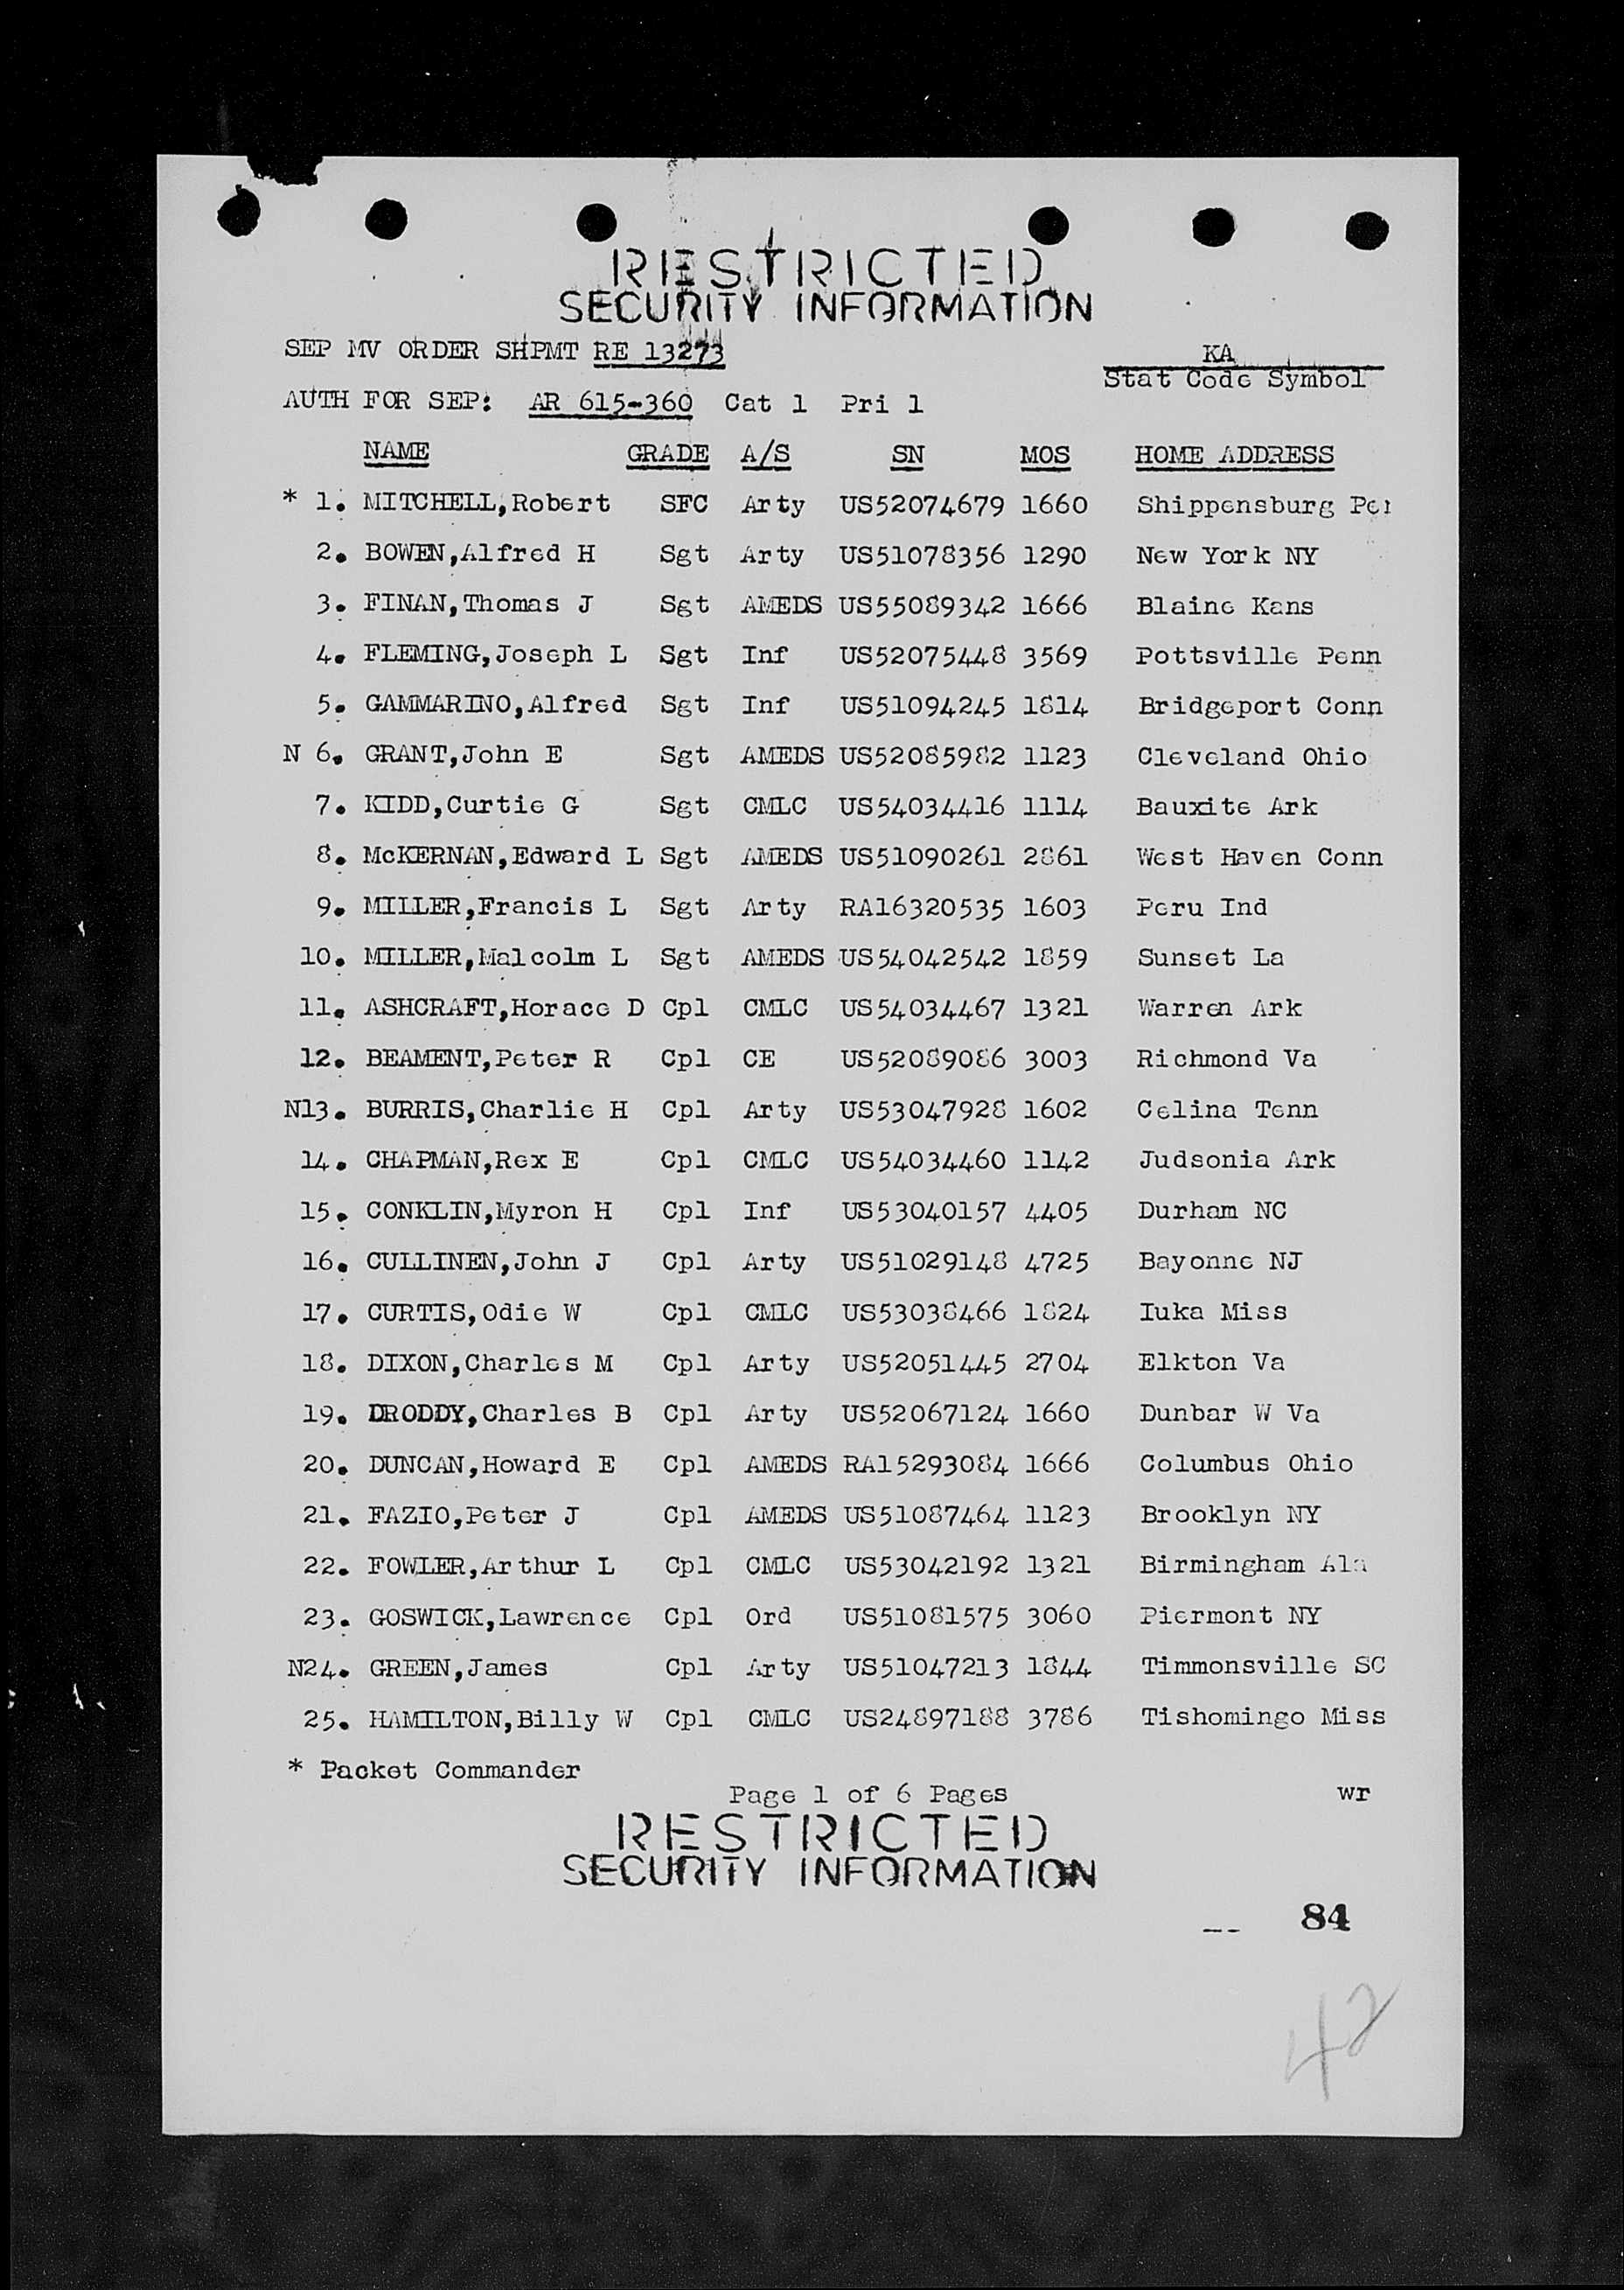 RESTRICTED
SECURITY INFORMATION
SEP MV ORDER SHPMT RE 13273
KA
Stat Code Symbol
AUTH FOR SEP: AR 615-360 Cat 1 Pri 1
NAME GRADE A/S SN MOS HOME ADDRESS
* 1. MITCHELL,Robert SFC Arty US52074679 1660 Shippensburg
2. BOWEN,Alfred H Sgt Arty US51078356 1290 New York NY
3. FINAN,Thomas J Sgt AMEDS US55089342 1666 Blaine Kans
4. FLEMING,Joseph L Sgt Inf US52075448 3569 Pottsville Penn
5. GAMMARINO,Alfred Sgt Inf US51094245 1814 Bridgeport Conn
N 6. GRANT,John E Sgt AMEDS US52085982 1123 Cleveland Ohio
7. KIDD,Curtie G Sgt CMLC US54034416 1114 Bauxite Ark
8. McKERNAN,Edward L Sgt AMEDS US51090261 2861 West Haven Conn
9. MILLER,Francis L Sgt Arty RA16320535 1603 Peru Ind
10. MILLER,Malcolm L Sgt AMEDS US54042542 1859 Sunset La
11. ASHCRAFT,Horace D Cpl CMLC US54034467 1321 Warren Ark
12. BEAMENT,Peter R Cpl CE US52089086 3003 Richmond Va
N13. BURRIS,Charlie H Cpl Arty US53047928 1602 Celina Tenn
14. CHAPMAN,Rex E Cpl CMLC US54034460 1142 Judsonia Ark
15. CONKLIN,Myron H Cpl Inf US53040157 4405 Durham NC
16. CULLINEN,John J Cpl Arty US51029148 4725 Bayonne NJ
17. CURTIS,Odie W Cpl CMLC US53038466 1824 Iuka Miss
18. DIXON,Charles M Cpl Arty US52051445 2704 Elkton Va
19. DRODDY,Charles B Cpl Arty US52067124 1660 Dunbar W Va
20. DUNCAN,Howard E Cpl AMEDS RA15293084 1666 Columbus Ohio
21. FAZIO,Peter J Cpl AMEDS US51087464 1123 Brooklyn NY
22. FOWLER,Arthur L Cpl CMLC US53042192 1321 Birmingham Ala
23. GOSWICK,Lawrence Cpl Ord US51081575 3060 Piermont NY
N24. GREEN,James Cpl Arty US51047213 1844 Timmonsville SC
25. HAMILTON,Billy W Cpl CMLC US24897188 3786 Tishomingo Miss
* Packet Commander
Page 1 of 6 Pages wr
RESTRICTED
SECURITY INFORMATION
-- 84
42